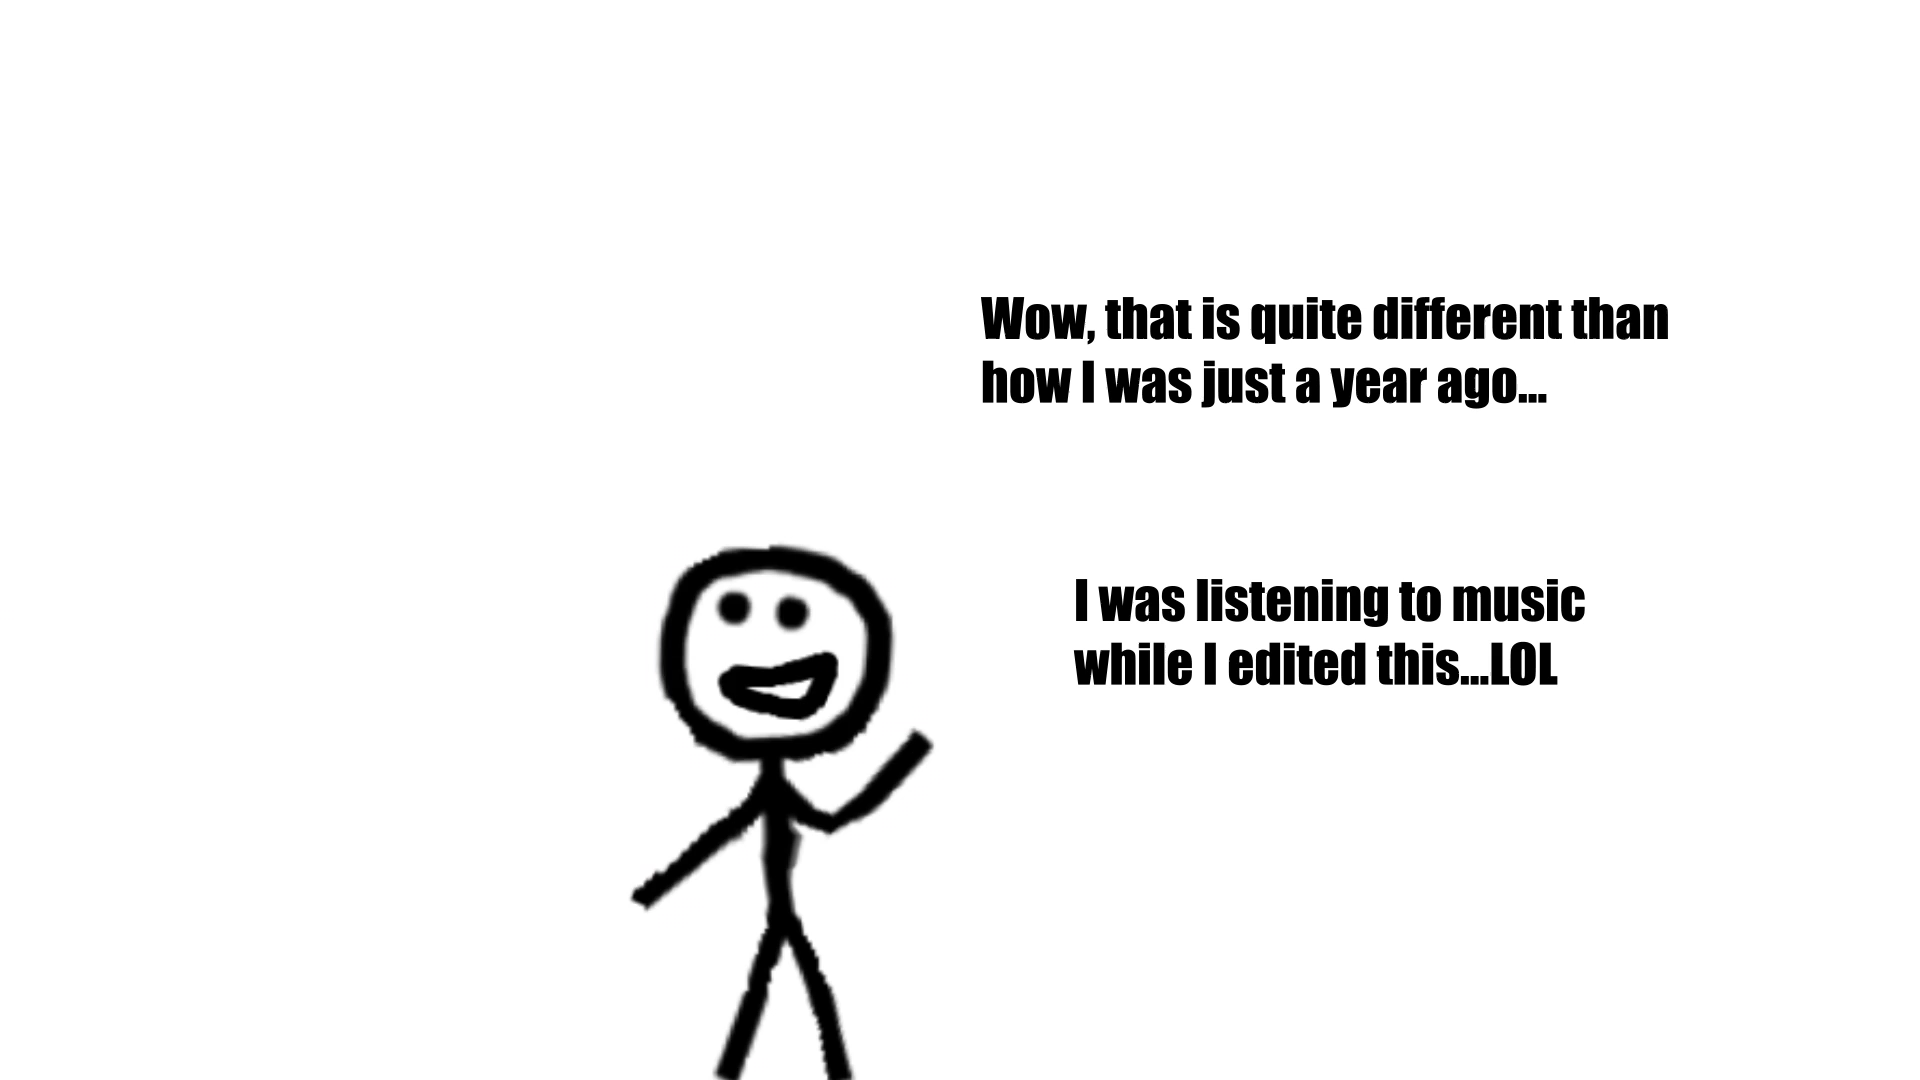 Wow, that is quite different than
how I was just a year ago...
I was listening to music
while I edited this...LOL